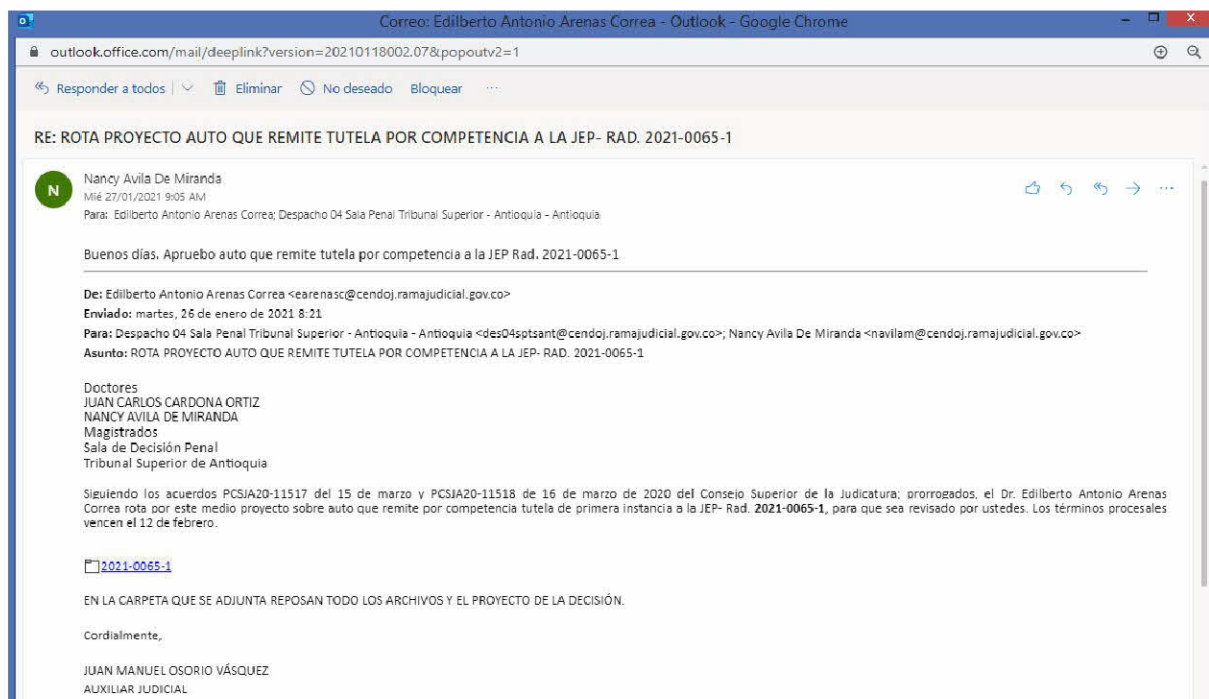 Correo: Edilberto Antonio Arenas Correa - Outlook - Google Chrome
outlook.office.com/mail/deeplink?version=20210118002.07&popoutv2=1
Responder a todos Eliminar No deseado Bloquear ...
RE: ROTA PROYECTO AUTO QUE REMITE TUTELA POR COMPETENCIA A LA JEP- RAD. 2021-0065-1
N
Nancy Avila De Miranda
Mié 27/01/2021 9:05 AM
Para: Edilberto Antonio Arenas Correa; Despacho 04 Sala Penal Tribunal Superior - Antioquia - Antioquia
Buenos días. Apruebo auto que remite tutela por competencia a la JEP Rad. 2021-0065-1
De: Edilberto Antonio Arenas Correa <earenasc@cendoj.ramajudicial.gov.co>
Enviado: martes, 26 de enero de 2021 8:21
Para: Despacho 04 Sala Penal Tribunal Superior - Antioquia - Antioquia <des04sptsant@cendoj.ramajudicial.gov.co>; Nancy Avila De Miranda <navilam@cendoj.ramajudicial.gov.co>
Asunto: ROTA PROYECTO AUTO QUE REMITE TUTELA POR COMPETENCIA A LA JEP- RAD. 2021-0065-1
Doctores
JUAN CARLOS CARDONA ORTIZ
NANCY AVILA DE MIRANDA
Magistrados
Sala de Decisión Penal
Tribunal Superior de Antioquia
Siguiendo los acuerdos PCSJA20-11517 del 15 de marzo y PCSJA20-11518 de 16 de marzo de 2020 del Consejo Superior de la Judicatura; prorrogados, el Dr. Edilberto Antonio Arenas
Correa rota por este medio proyecto sobre auto que remite por competencia tutela de primera instancia a la JEP- Rad. 2021-0065-1, para que sea revisado por ustedes. Los términos procesales
vencen el 12 de febrero.
2021-0065-1
EN LA CARPETA QUE SE ADJUNTA REPOSAN TODO LOS ARCHIVOS Y EL PROYECTO DE LA DECISIÓN.
Cordialmente,
JUAN MANUEL OSORIO VÁSQUEZ
AUXILIAR JUDICIAL